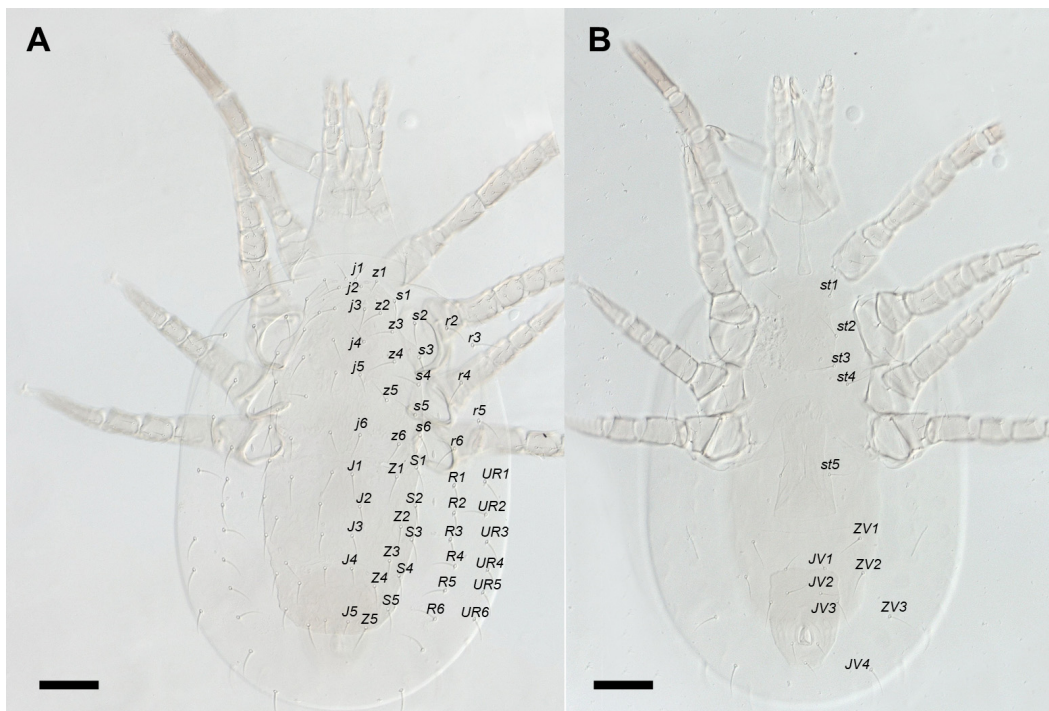 A
j1 z1
j2 s1
j3 z2 s2 r2
z3 r3
j4 z4 s3
j5 s4 r4
z5 s5 r5
j6 s6
z6 r6
J1 Z1 S1 R1 UR1
J2 S2 R2 UR2
Z2
J3 S3 R3 UR3
Z3 R4
J4 S4 UR4
Z4 R5 UR5
S5
J5 Z5 R6 UR6
B
st1
st2
st3
st4
st5
ZV1
JV1 ZV2
JV2
JV3 ZV3
JV4